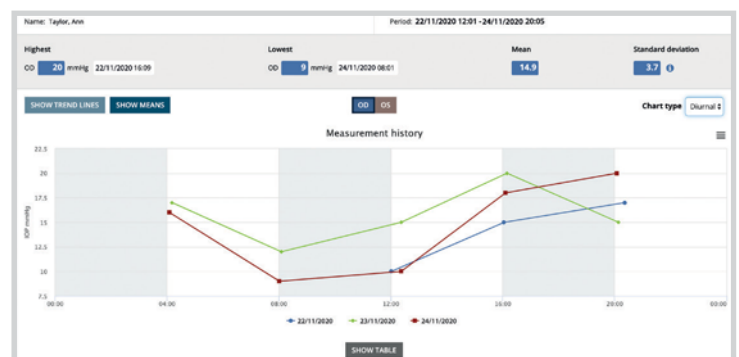 Name: Taylor, Ann
Period: 22/11/2020 12:01 -24/11/2020 20:05
Highest
Lowest
Mean
Standard deviation
OD 20 mmHg 22/11/2020 16:09
OD 9 mmHg 24/11/2020 08:01
14.9
3.7
SHOW TREND LINES
SHOW MEANS
OD OS
Chart type Diurnal
Measurement history
IOP mmHg
22.5
20
17.5
15
12.5
10
7.5
00:00 04:00 08:00 12:00 16:00 20:00 00:00
22/11/2020 23/11/2020 24/11/2020
SHOW TABLE